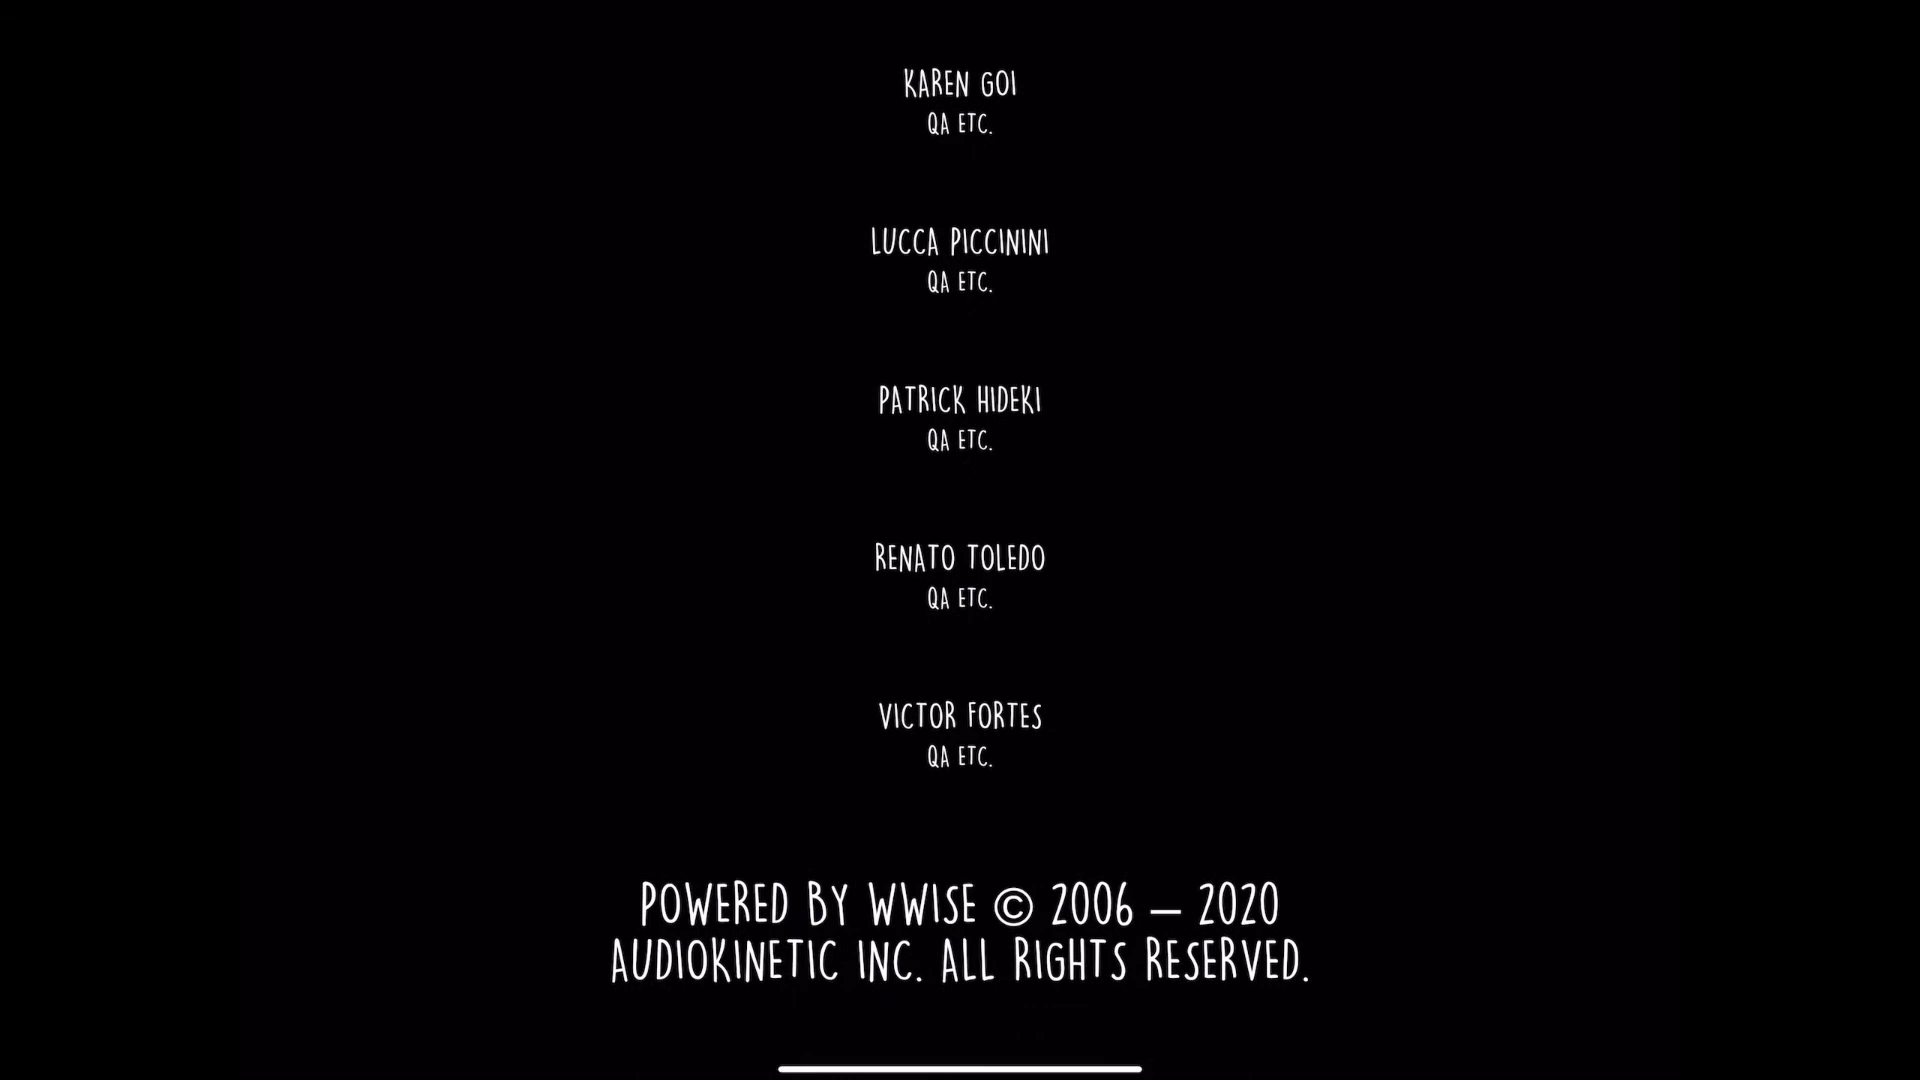 KAREN GOI
QA ETC.
LUCCA PICCININI
QA ETC.
PATRICK HIDEKI
QA ETC.
RENATO TOLEDO
QA ETC.
VICTOR FORTES
QA ETC.
POWERED BY WWISE © 2006 – 2020
AUDIOKINETIC INC. ALL RIGHTS RESERVED.